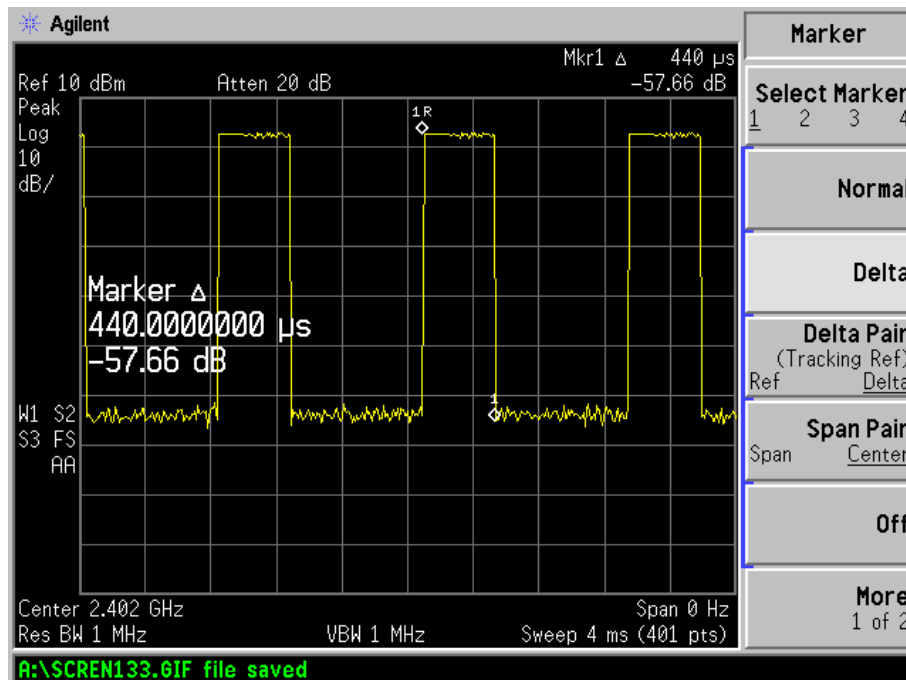 Agilent
Mkr1 Δ 440 µs
Ref 10 dBm Atten 20 dB -57.66 dB
Peak
Log
10
dB/
1R
Marker Δ
440.0000000 µs
-57.66 dB
1
W1 S2
S3 FS
AA
Center 2.402 GHz Span 0 Hz
Res BW 1 MHz VBW 1 MHz Sweep 4 ms (401 pts)
A:\SCREN133.GIF file saved
Marker
Select Marker
1 2 3 4
Normal
Delta
Delta Pair
(Tracking Ref)
Ref Delta
Span Pair
Span Center
Off
More
1 of 2